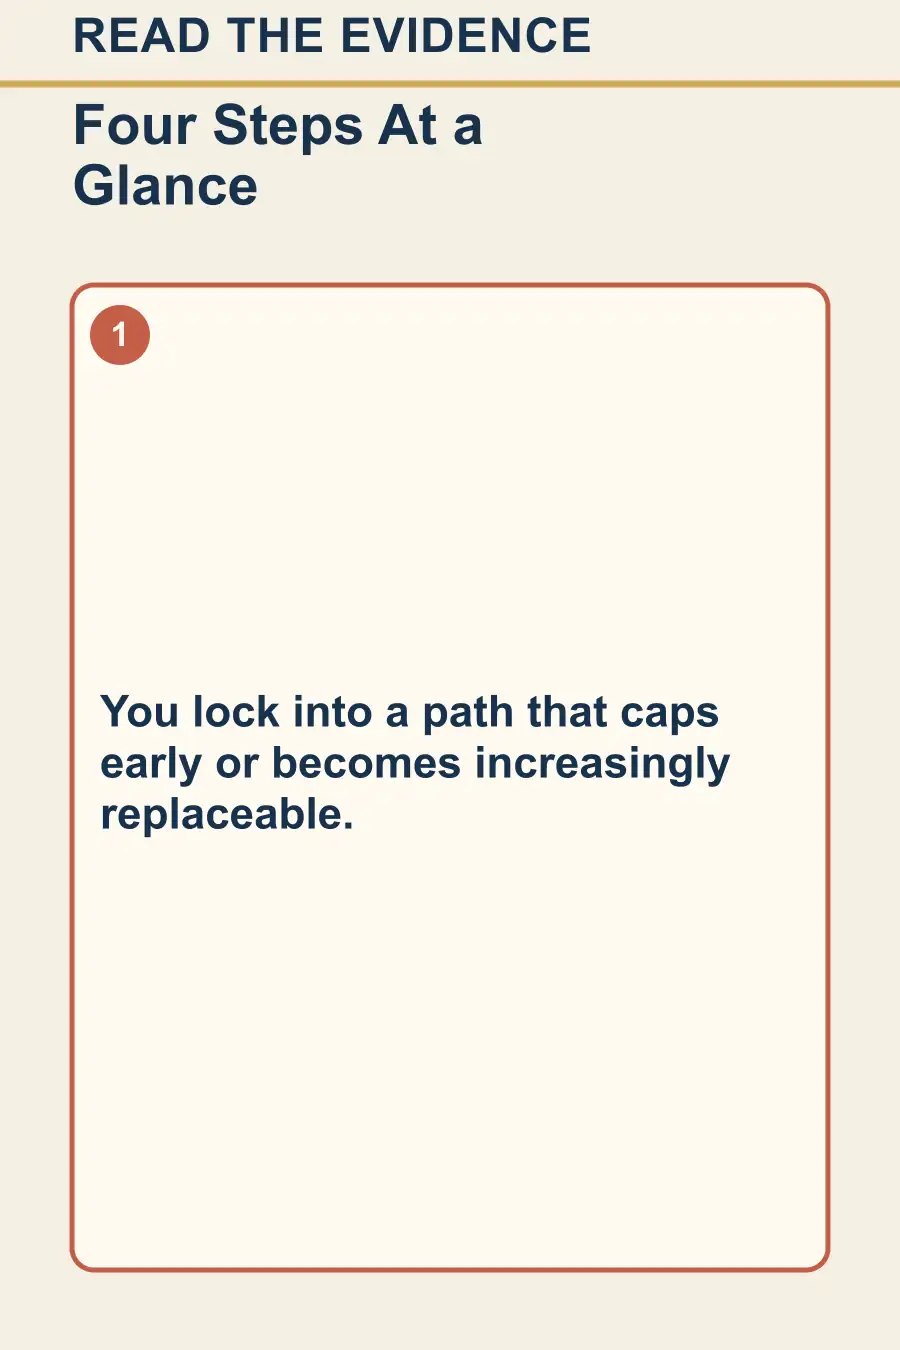 READ THE EVIDENCE
Four Steps At a
Glance
1
You lock into a path that caps
early or becomes increasingly
replaceable.